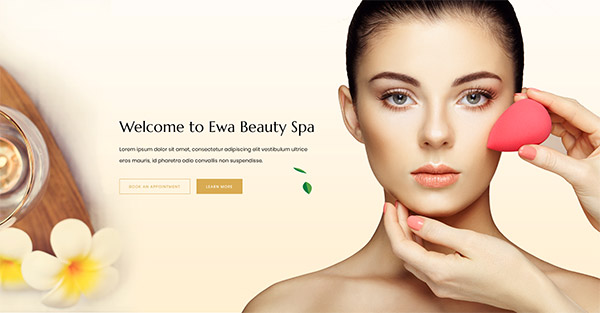 Welcome to Ewa Beauty Spa
Lorem ipsum dolor sit amet, consectetur adipiscing elit vestibulum ultrices
eros mauris, id pharetra odio convallis non suspendisse.
BOOK AN APPOINTMENT
LEARN MORE